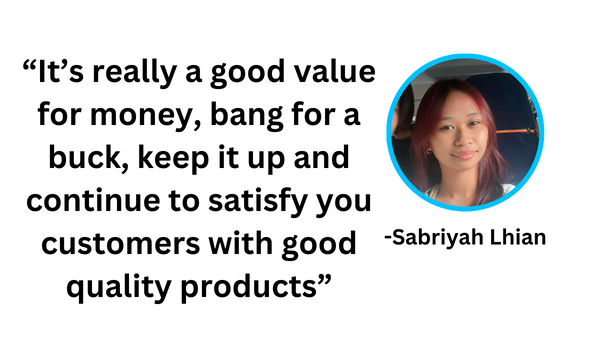 “It’s really a good value
for money, bang for a
buck, keep it up and
continue to satisfy you
customers with good
quality products”
-Sabriyah Lhian